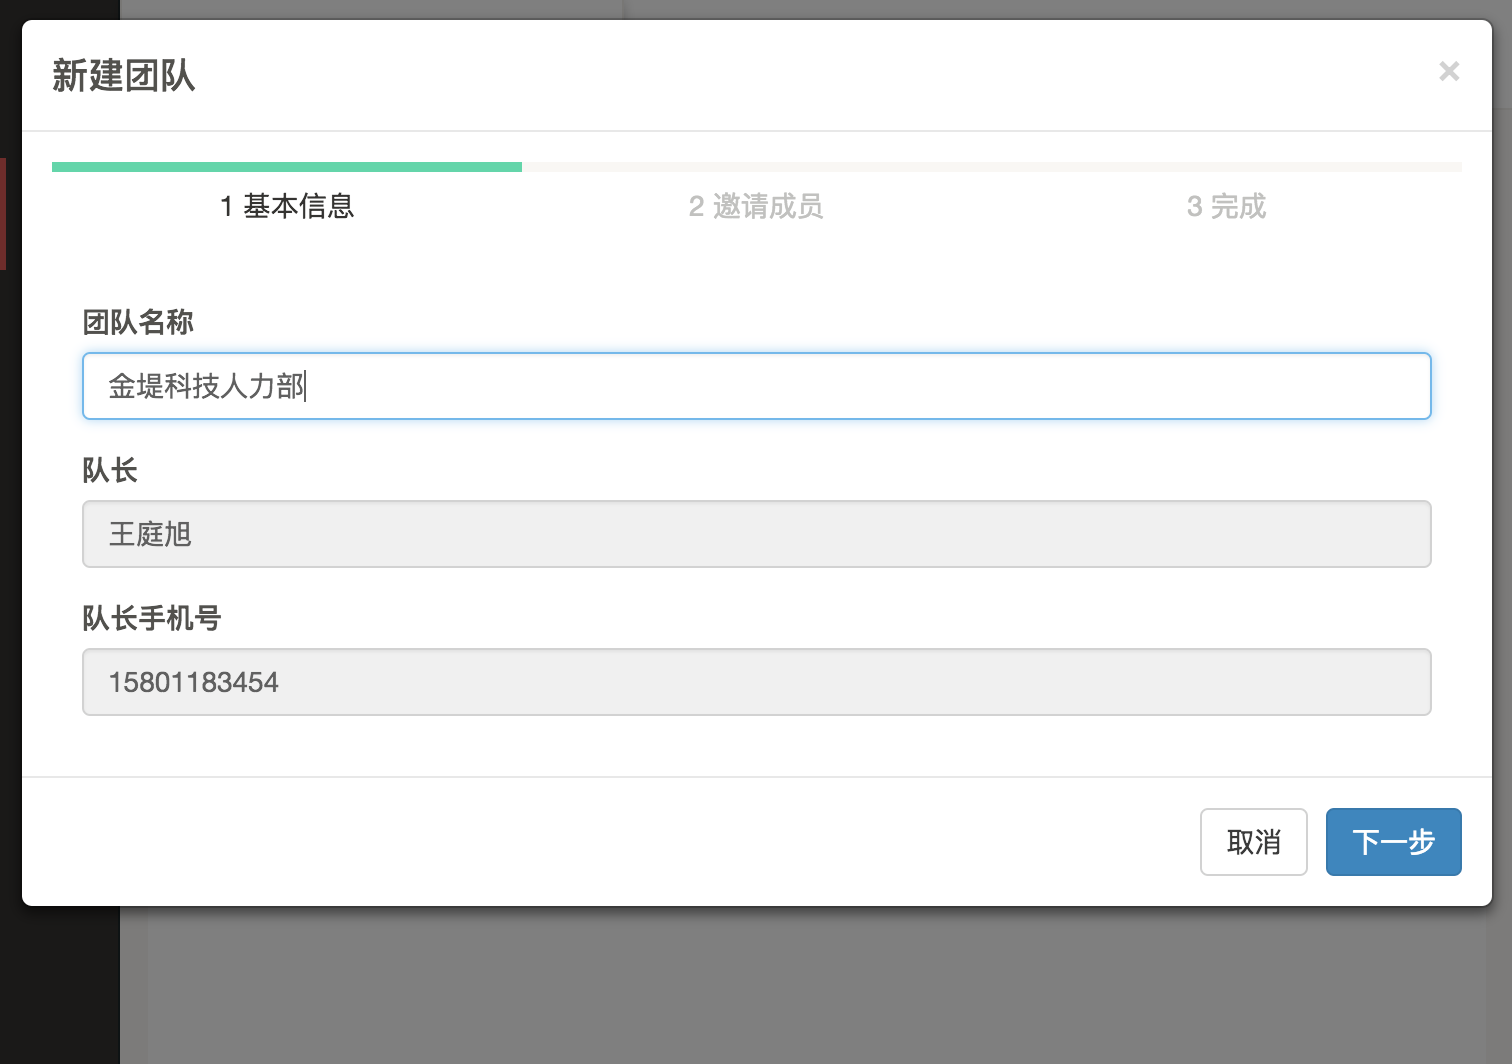 新建团队
×
1 基本信息
2 邀请成员
3 完成
团队名称
金堤科技人力部
队长
王庭旭
队长手机号
15801183454
取消
下一步